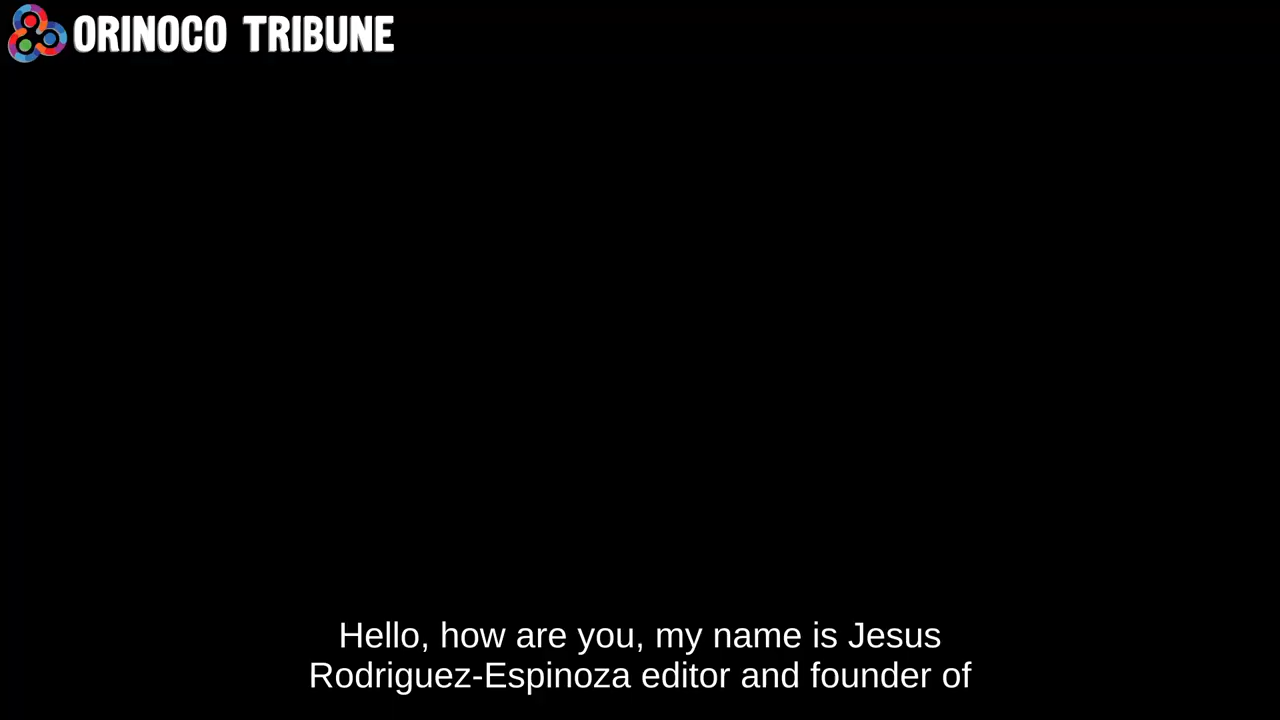 ORINOCO TRIBUNE
Hello, how are you, my name is Jesus
Rodriguez-Espinoza editor and founder of